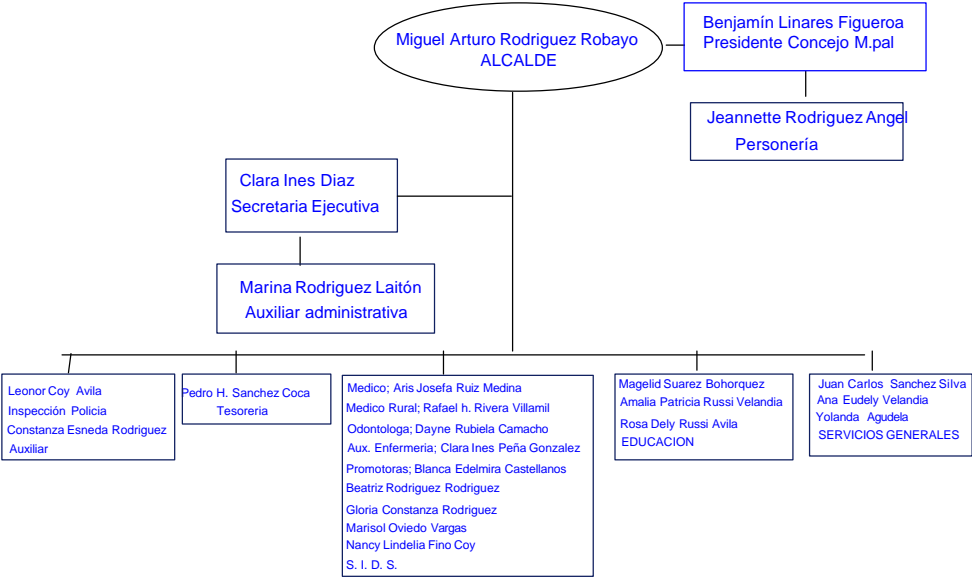 Miguel Arturo Rodriguez Robayo
ALCALDE
Benjamín Linares Figueroa
Presidente Concejo M.pal
Jeannette Rodriguez Angel
Personería
Clara Ines Diaz
Secretaria Ejecutiva
Marina Rodriguez Laitón
Auxiliar administrativa
Leonor Coy Avila
Inspección Policia
Constanza Esneda Rodriguez
Auxiliar
Pedro H. Sanchez Coca
Tesoreria
Medico; Aris Josefa Ruiz Medina
Medico Rural; Rafael h. Rivera Villamil
Odontologa; Dayne Rubiela Camacho
Aux. Enfermeria; Clara Ines Peña Gonzalez
Promotoras; Blanca Edelmira Castellanos
Beatriz Rodriguez Rodriguez
Gloria Constanza Rodriguez
Marisol Oviedo Vargas
Nancy Lindelia Fino Coy
S. I. D. S.
Magelid Suarez Bohorquez
Amalia Patricia Russi Velandia
Rosa Dely Russi Avila
EDUCACION
Juan Carlos Sanchez Silva
Ana Eudely Velandia
Yolanda Agudela
SERVICIOS GENERALES